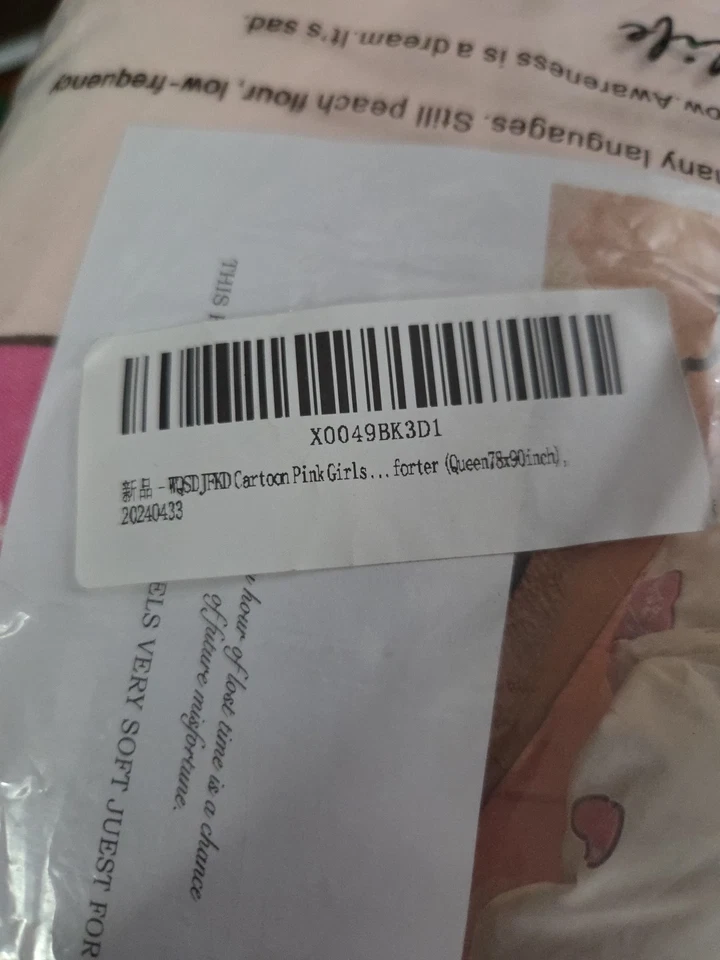 Life
ow. Awareness is a dream. It's sad.
many languages. Still peach flour, low-frequency
THIS
X0049BK3D1
新品 - WQSDJFKD Cartoon Pink Girls...forter (Queen78x90inch),
20240433
hour of lost time is a chance
of future misfortune.
ELS VERY SOFT JUEST FOR